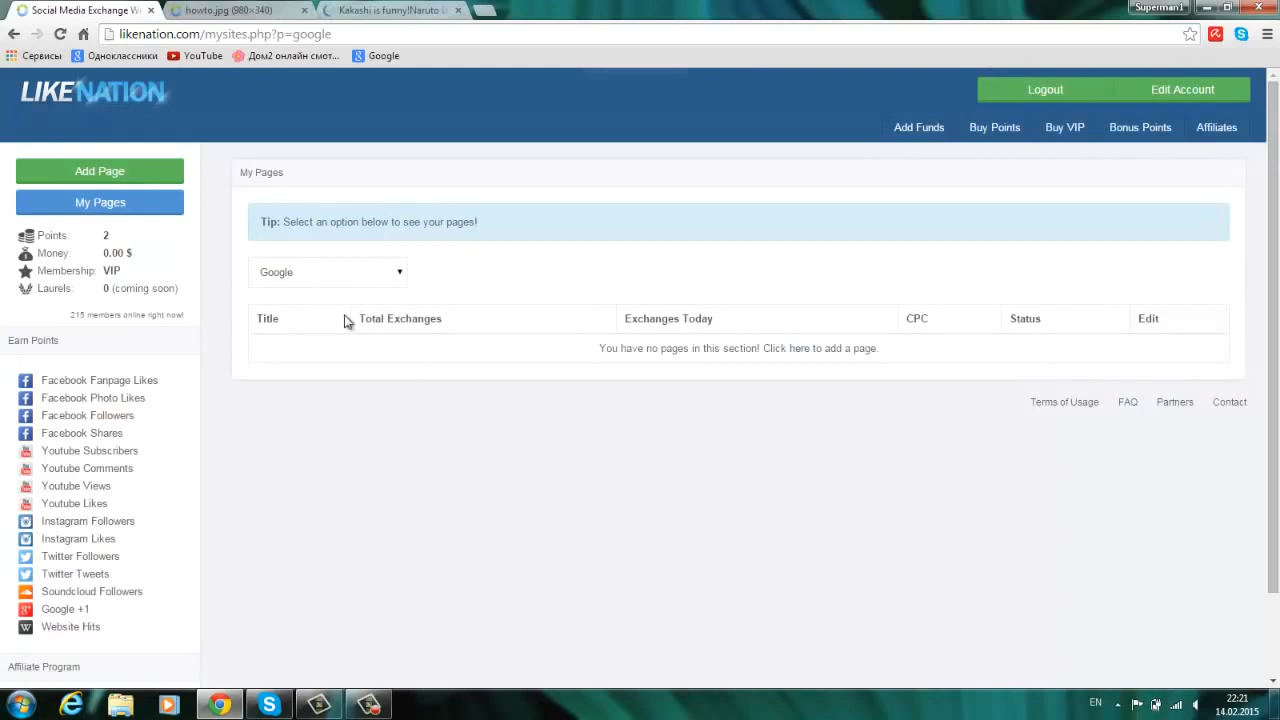 Social Media Exchange W
howto.jpg (980×340)
Kakashi is funny!Naruto U
Superman1
likenation.com/mysites.php?p=google
Сервисы
Одноклассники
YouTube
Дом2 онлайн смот...
Google
LIKENATION
Logout
Edit Account
Add Funds
Buy Points
Buy VIP
Bonus Points
Affiliates
Add Page
My Pages
Points: 2
Money: 0.00 $
Membership: VIP
Laurels: 0 (coming soon)
215 members online right now!
Earn Points
Facebook Fanpage Likes
Facebook Photo Likes
Facebook Followers
Facebook Shares
Youtube Subscribers
Youtube Comments
Youtube Views
Youtube Likes
Instagram Followers
Instagram Likes
Twitter Followers
Twitter Tweets
Soundcloud Followers
Google +1
Website Hits
Affiliate Program
My Pages
Tip: Select an option below to see your pages!
Google
Title Total Exchanges Exchanges Today CPC Status Edit
You have no pages in this section! Click here to add a page.
Terms of Usage FAQ Partners Contact
EN
22:21
14.02.2015